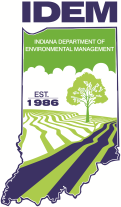 IDEM
INDIANA DEPARTMENT OF
ENVIRONMENTAL MANAGEMENT
EST.
1986